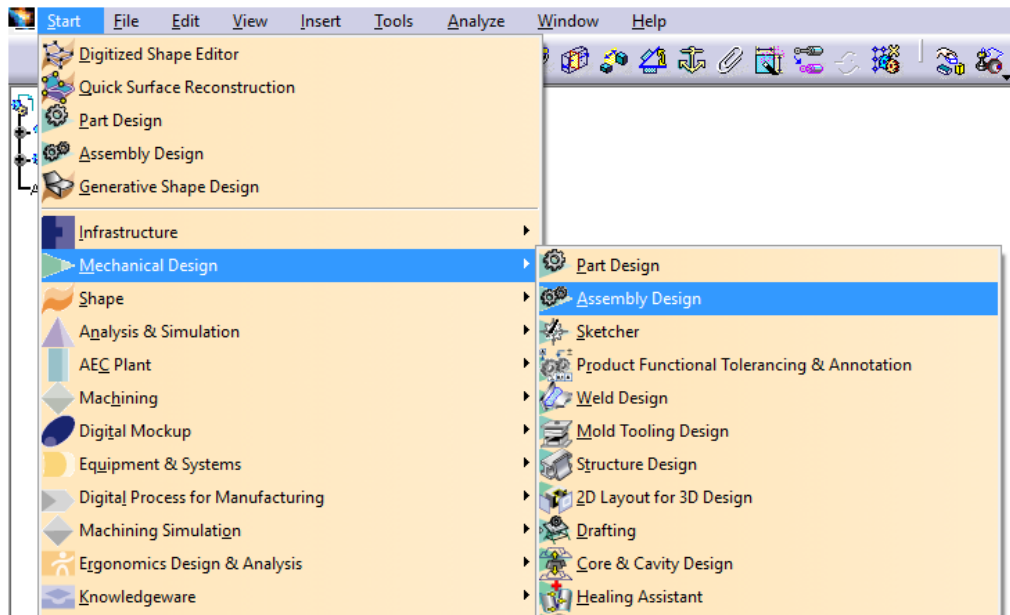 Start File Edit View Insert Tools Analyze Window Help
Digitized Shape Editor
Quick Surface Reconstruction
Part Design
Assembly Design
Generative Shape Design
Infrastructure
Mechanical Design
Shape
Analysis & Simulation
AEC Plant
Machining
Digital Mockup
Equipment & Systems
Digital Process for Manufacturing
Machining Simulation
Ergonomics Design & Analysis
Knowledgeware
Part Design
Assembly Design
Sketcher
Product Functional Tolerancing & Annotation
Weld Design
Mold Tooling Design
Structure Design
2D Layout for 3D Design
Drafting
Core & Cavity Design
Healing Assistant